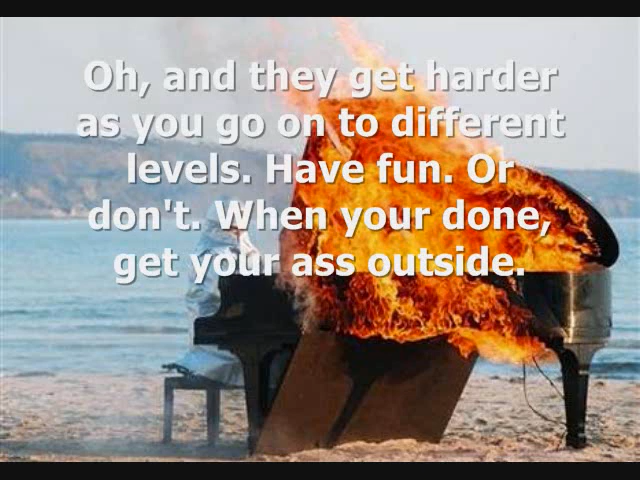 Oh, and they get harder
as you go on to different
levels. Have fun. Or
don't. When your done,
get your ass outside.